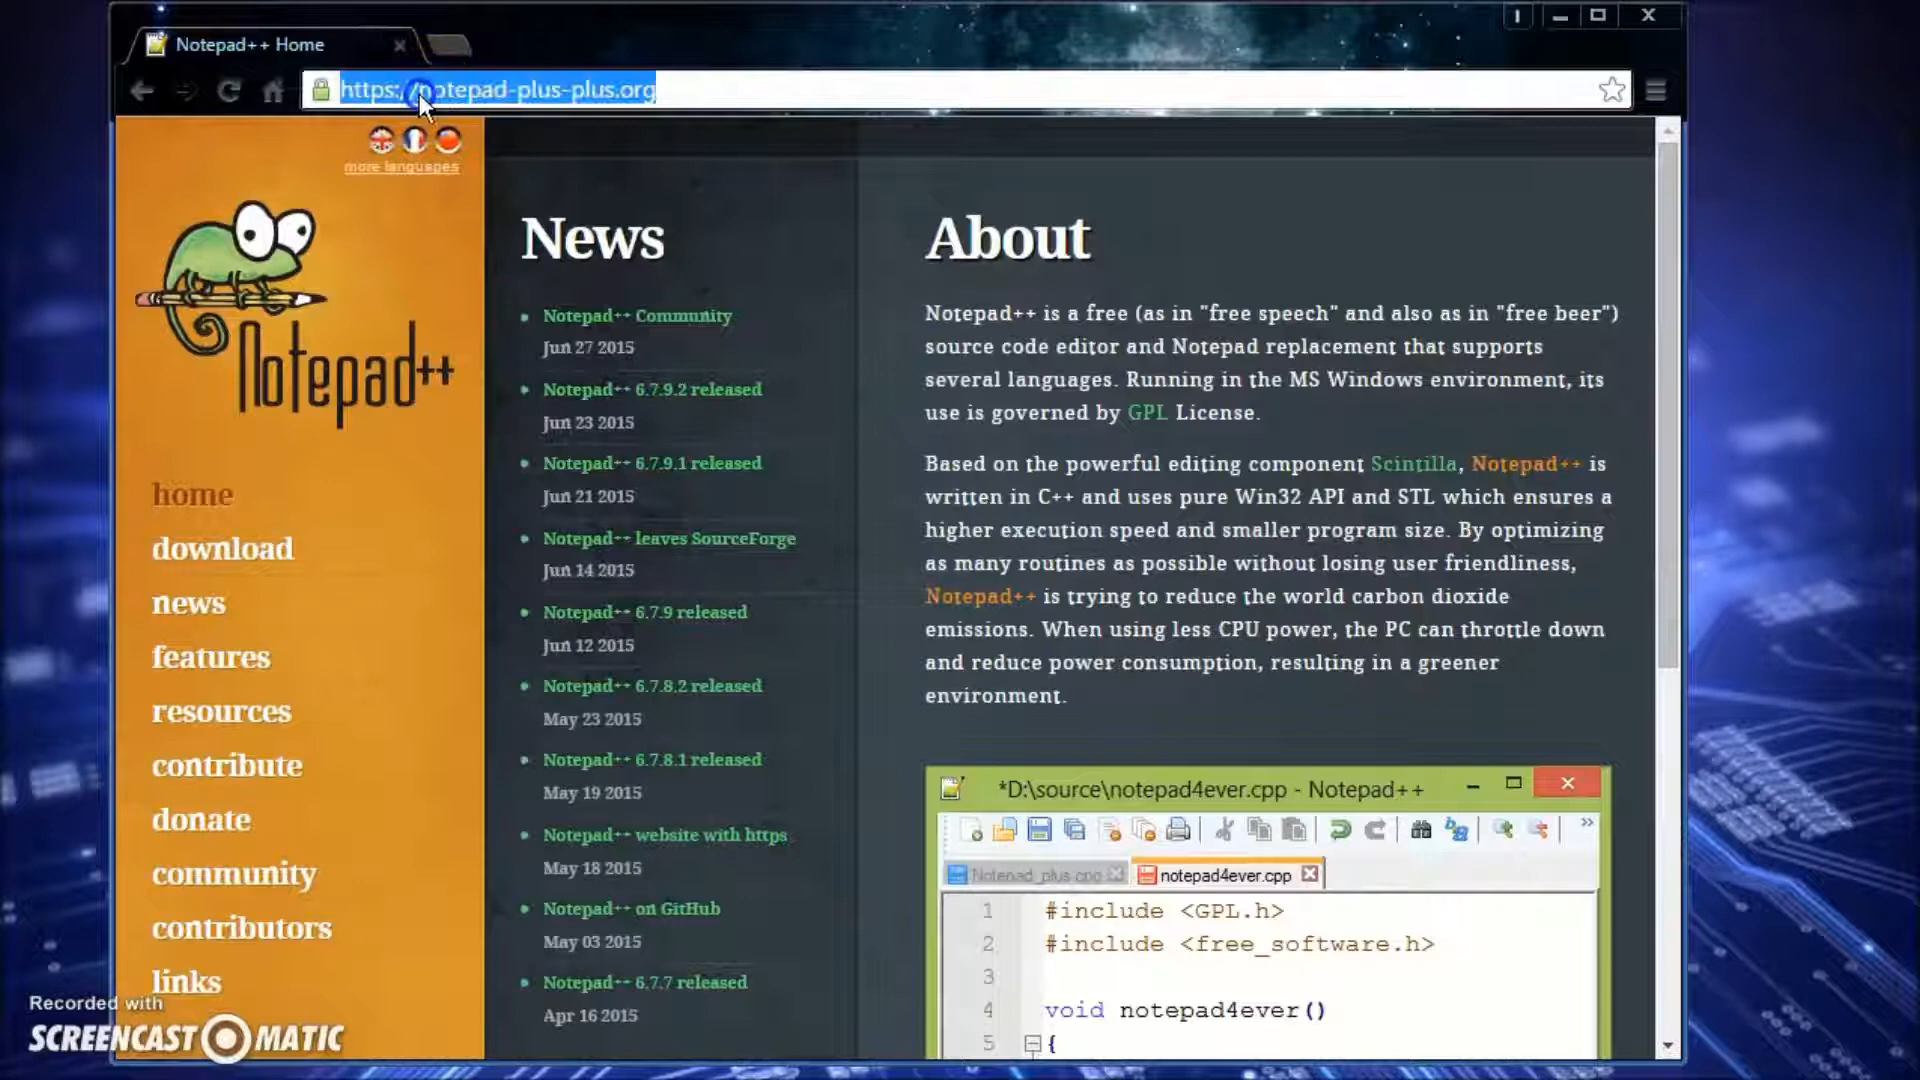 Notepad++ Home
https://notepad-plus-plus.org
more languages
Notepad++
home
download
news
features
resources
contribute
donate
community
contributors
links
News
Notepad++ Community
Jun 27 2015
Notepad++ 6.7.9.2 released
Jun 23 2015
Notepad++ 6.7.9.1 released
Jun 21 2015
Notepad++ leaves SourceForge
Jun 14 2015
Notepad++ 6.7.9 released
Jun 12 2015
Notepad++ 6.7.8.2 released
May 23 2015
Notepad++ 6.7.8.1 released
May 19 2015
Notepad++ website with https
May 18 2015
Notepad++ on GitHub
May 03 2015
Notepad++ 6.7.7 released
Apr 16 2015
About
Notepad++ is a free (as in "free speech" and also as in "free beer")
source code editor and Notepad replacement that supports
several languages. Running in the MS Windows environment, its
use is governed by GPL License.
Based on the powerful editing component Scintilla, Notepad++ is
written in C++ and uses pure Win32 API and STL which ensures a
higher execution speed and smaller program size. By optimizing
as many routines as possible without losing user friendliness,
Notepad++ is trying to reduce the world carbon dioxide
emissions. When using less CPU power, the PC can throttle down
and reduce power consumption, resulting in a greener
environment.
*D:\source\notepad4ever.cpp - Notepad++
Notepad_plus.cpp notepad4ever.cpp
1 #include <GPL.h>
2 #include <free_software.h>
3
4 void notepad4ever()
5 {
Recorded with
SCREENCAST MATIC